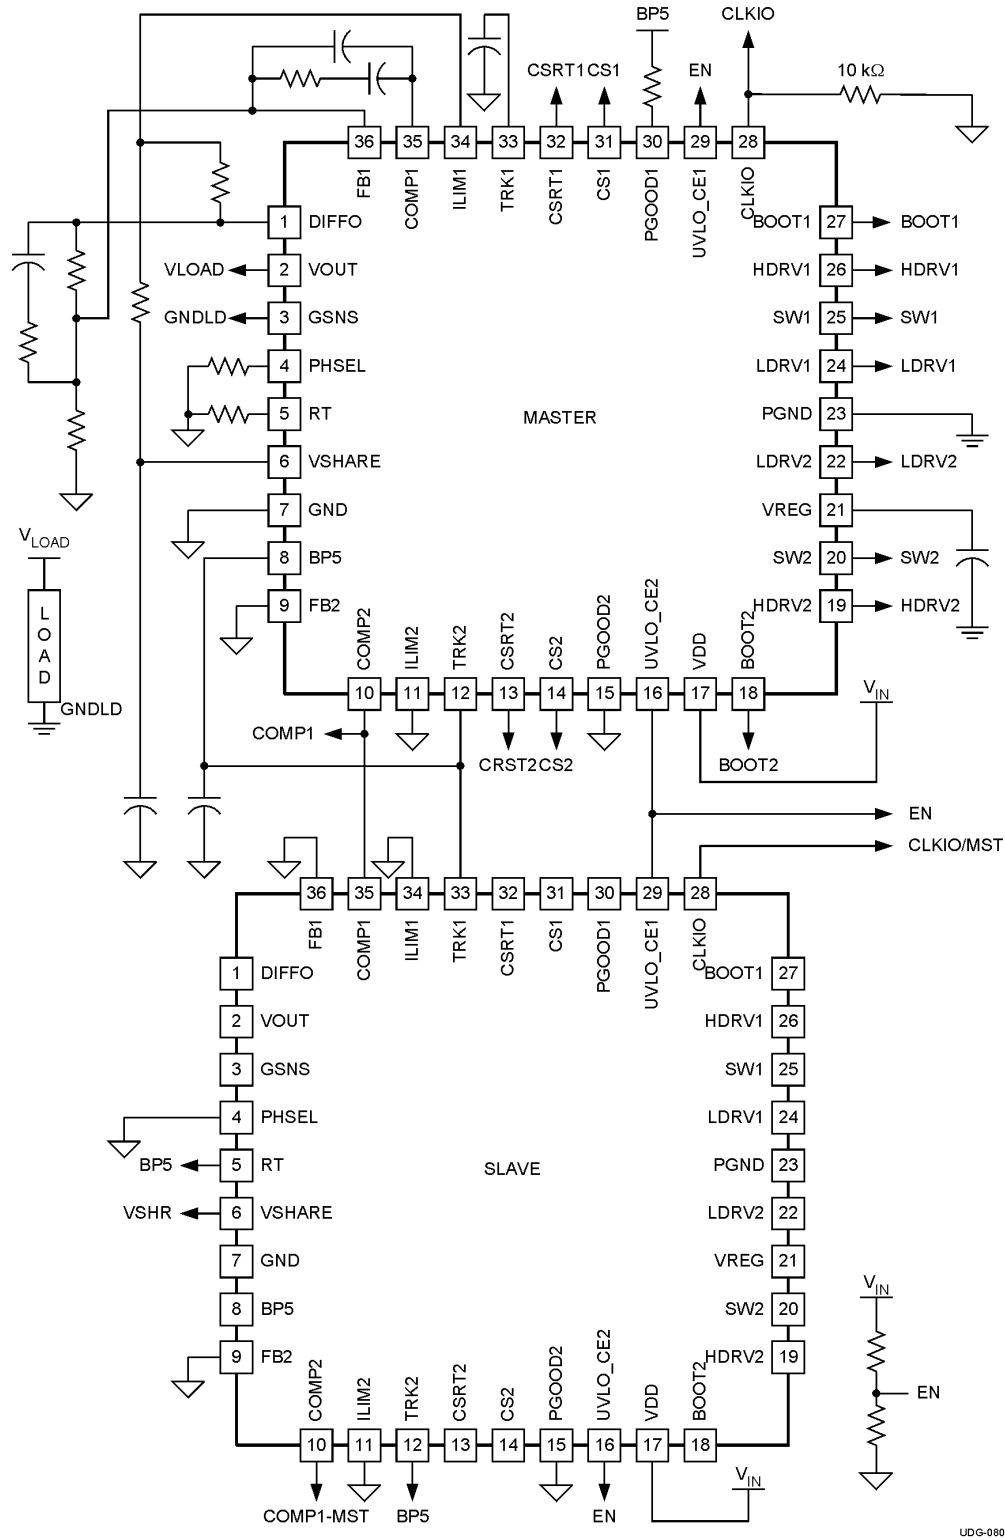 BP5
CLKIO
CSRT1
CS1
EN
10 kΩ
36
35
34
33
32
31
30
29
28
FB1
COMP1
ILIM1
TRK1
CSRT1
CS1
PGOOD1
UVLO_CE1
CLKIO
1 DIFFO
BOOT1 27 BOOT1
VLOAD 2 VOUT
HDRV1 26 HDRV1
GNDLD 3 GSNS
SW1 25 SW1
4 PHSEL
LDRV1 24 LDRV1
5 RT
MASTER
PGND 23
6 VSHARE
LDRV2 22 LDRV2
7 GND
VREG 21
VLOAD
8 BP5
SW2 20 SW2
9 FB2
HDRV2 19 HDRV2
LOAD
GNDLD
COMP2
ILIM2
TRK2
CSRT2
CS2
PGOOD2
UVLO_CE2
VDD
BOOT2
10
11
12
13
14
15
16
17
18
VIN
COMP1
CRST2
CS2
BOOT2
EN
CLKIO/MST
36
35
34
33
32
31
30
29
28
FB1
COMP1
ILIM1
TRK1
CSRT1
CS1
PGOOD1
UVLO_CE1
CLKIO
1 DIFFO
BOOT1 27
2 VOUT
HDRV1 26
3 GSNS
SW1 25
4 PHSEL
LDRV1 24
BP5 5 RT
SLAVE
PGND 23
VSHR 6 VSHARE
LDRV2 22
7 GND
VREG 21
8 BP5
SW2 20
9 FB2
HDRV2 19
VIN
EN
COMP2
ILIM2
TRK2
CSRT2
CS2
PGOOD2
UVLO_CE2
VDD
BOOT2
10
11
12
13
14
15
16
17
18
VIN
COMP1-MST
BP5
EN
UDG-080